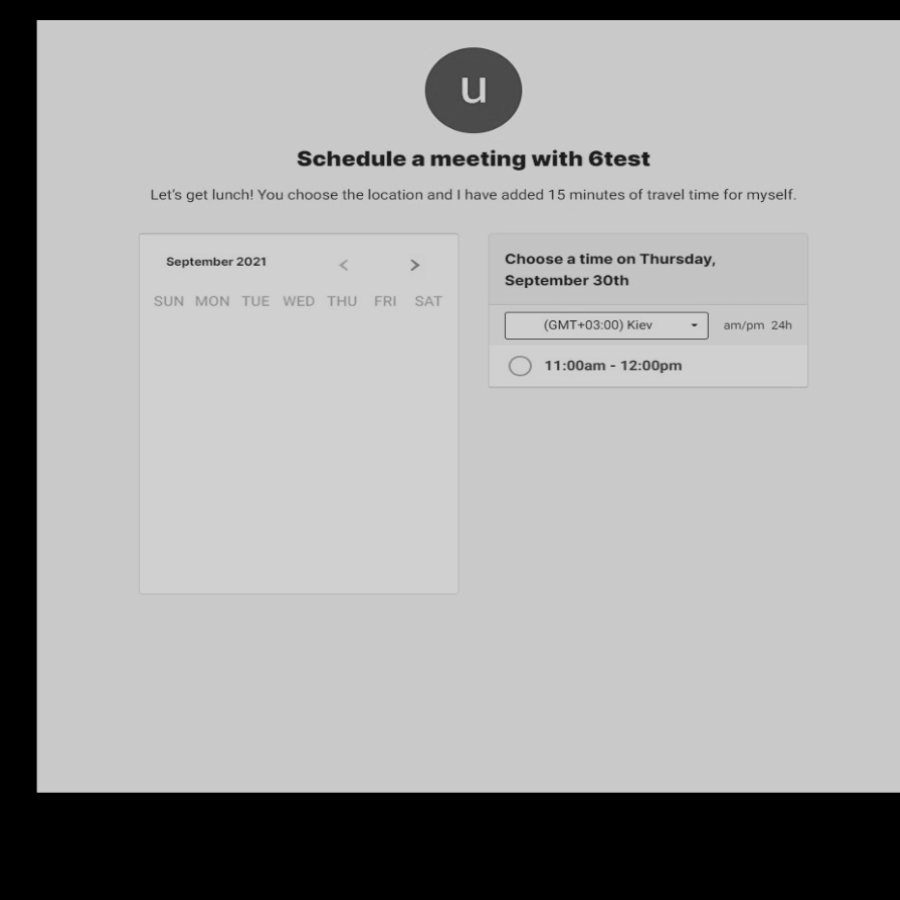 u
Schedule a meeting with 6test
Let's get lunch! You choose the location and I have added 15 minutes of travel time for myself.
September 2021 < >
SUN MON TUE WED THU FRI SAT
Choose a time on Thursday,
September 30th
(GMT+03:00) Kiev am/pm 24h
11:00am - 12:00pm